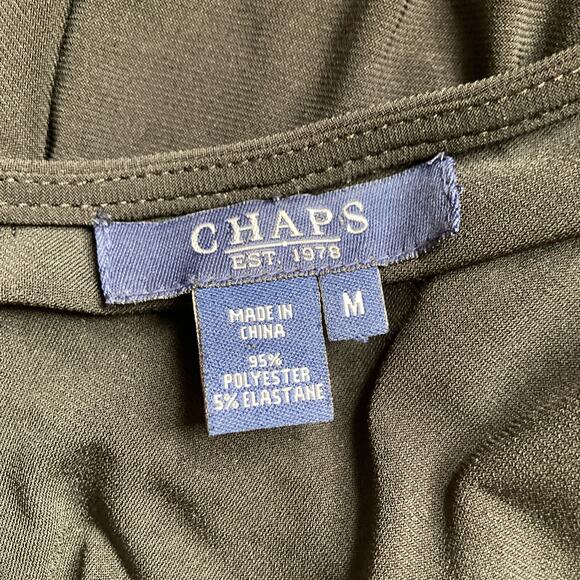 CHAPS
EST. 1978
MADE IN
CHINA
M
95%
POLYESTER
5% ELASTANE